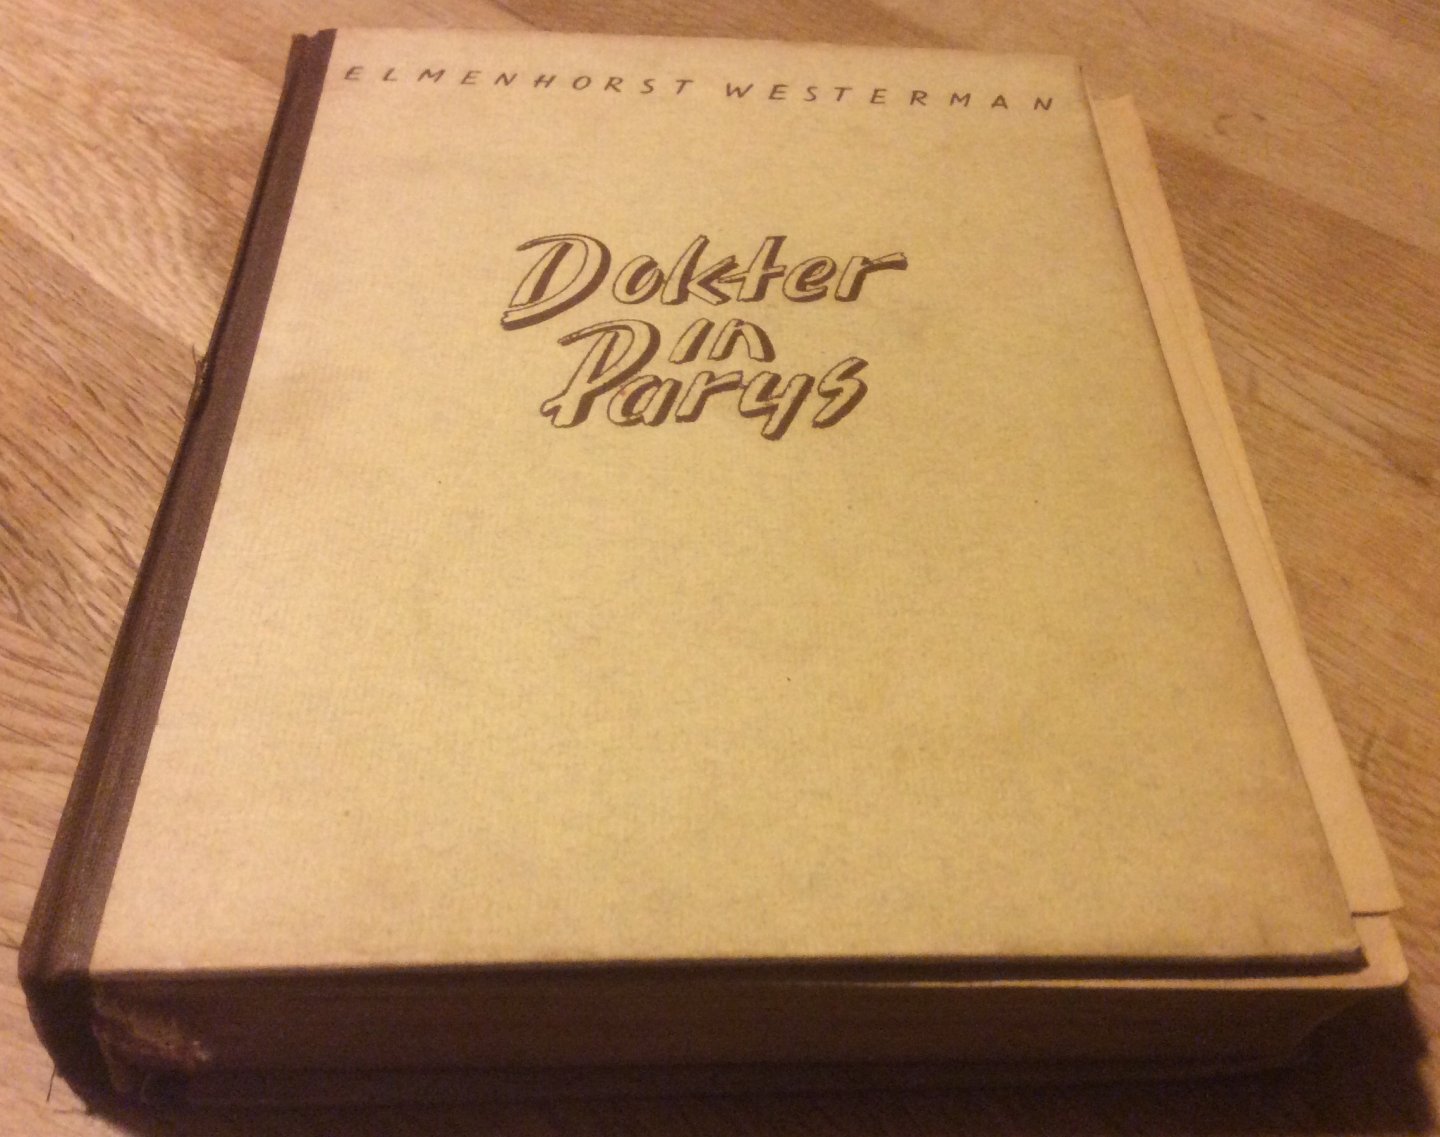 ELMENHORST WESTERMAN
Dokter
in
Parys